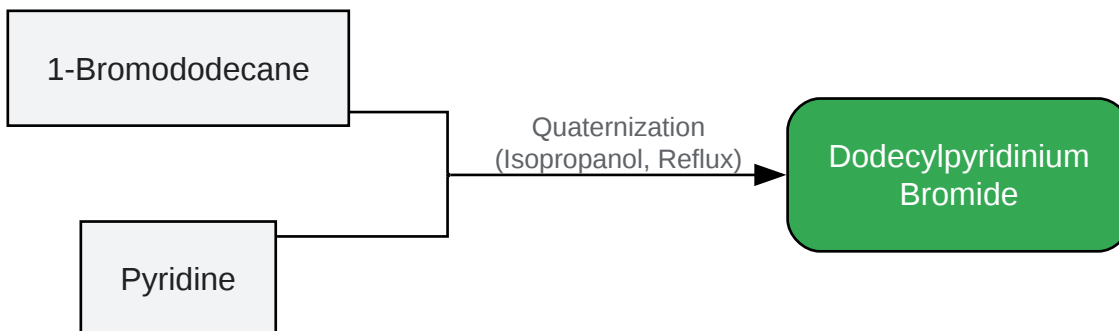 1-Bromododecane
Quaternization
(Isopropanol, Reflux)
Dodecylpyridinium
Bromide
Pyridine